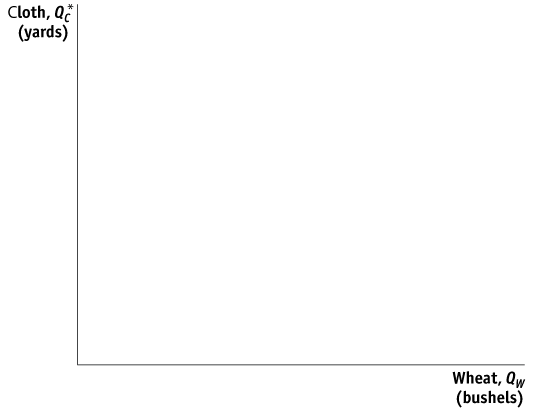 Cloth, Q*C
(yards)
Wheat, QW
(bushels)